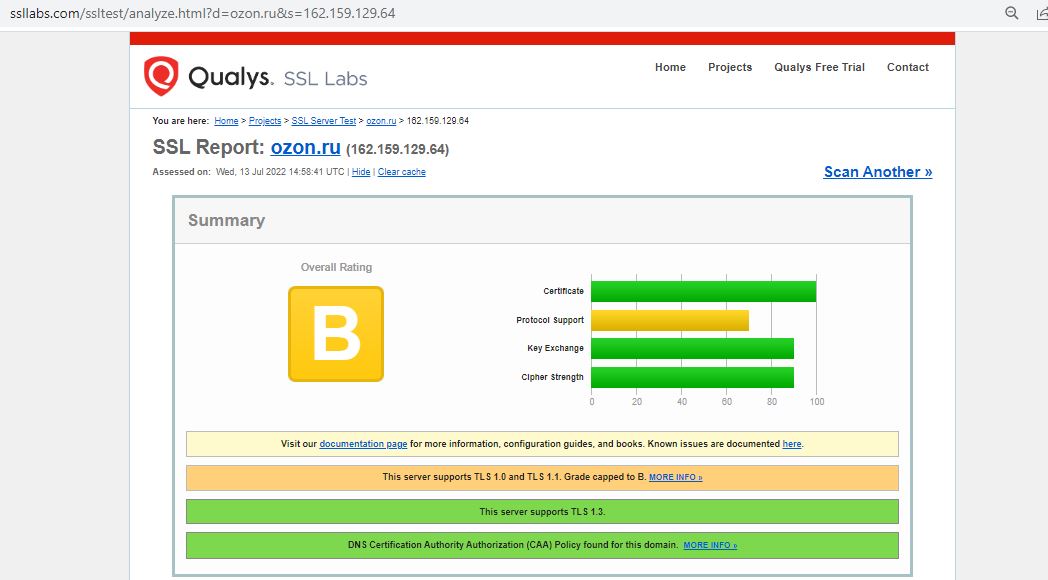 ssllabs.com/ssltest/analyze.html?d=ozon.ru&s=162.159.129.64
Qualys. SSL Labs
Home Projects Qualys Free Trial Contact
You are here: Home > Projects > SSL Server Test > ozon.ru > 162.159.129.64
SSL Report: ozon.ru (162.159.129.64)
Assessed on: Wed, 13 Jul 2022 14:58:41 UTC | Hide | Clear cache
Scan Another »
Summary
Overall Rating
B
Certificate
Protocol Support
Key Exchange
Cipher Strength
0 20 40 60 80 100
Visit our documentation page for more information, configuration guides, and books. Known issues are documented here.
This server supports TLS 1.0 and TLS 1.1. Grade capped to B. MORE INFO »
This server supports TLS 1.3.
DNS Certification Authority Authorization (CAA) Policy found for this domain. MORE INFO »